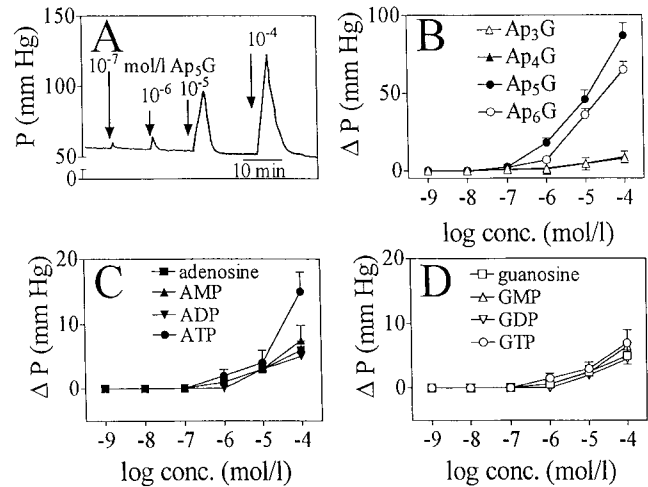 A
P (mm Hg)
150
100
50
0
10-7 mol/l Ap5G
10-6
10-5
10-4
10 min
B
Δ P (mm Hg)
100
50
0
Ap3G
Ap4G
Ap5G
Ap6G
-9 -8 -7 -6 -5 -4
log conc. (mol/l)
C
Δ P (mm Hg)
20
10
0
adenosine
AMP
ADP
ATP
-9 -8 -7 -6 -5 -4
log conc. (mol/l)
D
Δ P (mm Hg)
20
10
0
guanosine
GMP
GDP
GTP
-9 -8 -7 -6 -5 -4
log conc. (mol/l)